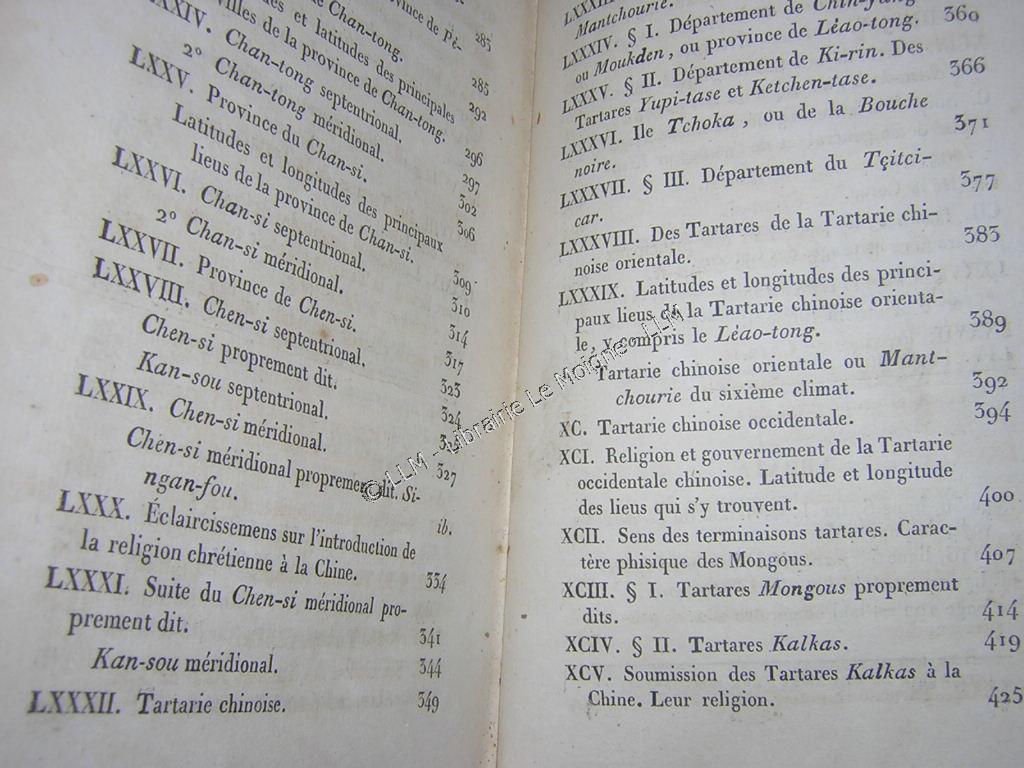 Chan-tong.
province de Pé-
285
et latitudes des principales
villes de la province de Chan-tong.
285
LXXIV. Chan-tong septentrional.
292
2° Chan-tong méridional.
296
LXXV. Province du Chan-si.
297
Latitudes et longitudes des principaux
302
lieus de la province de Chan-si.
306
LXXVI. Chan-si septentrional.
309
2° Chan-si méridional.
310
LXXVII. Province de Chen-si.
314
LXXVIII. Chen-si septentrional.
317
Chen-si proprement dit.
323
Kan-sou septentrional.
324
LXXIX. Chen-si méridional.
Chen-si méridional proprement dit. Si-
327
ngan-fou.
ib.
LXXX. Éclaircissemens sur l'introduction de
la religion chrétienne à la Chine.
334
LXXXI. Suite du Chen-si méridional pro-
prement dit.
341
Kan-sou méridional.
344
LXXXII. Tartarie chinoise.
349
Mantchourie.
LXXXIV. § I. Département de Chin-yang
ou Moukden, ou province de Lèao-tong.
360
LXXXV. § II. Département de Ki-rin. Des
Tartares Yupi-tase et Ketchen-tase.
366
LXXXVI. Ile Tchoka, ou de la Bouche
noire.
371
LXXXVII. § III. Département du Tçitci-
car.
377
LXXXVIII. Des Tartares de la Tartarie chi-
noise orientale.
383
LXXXIX. Latitudes et longitudes des princi-
paux lieus de la Tartarie chinoise orienta-
le, y compris le Lèao-tong.
389
Tartarie chinoise orientale ou Mant-
chourie du sixième climat.
392
XC. Tartarie chinoise occidentale.
394
XCI. Religion et gouvernement de la Tartarie
occidentale chinoise. Latitude et longitude
des lieus qui s'y trouvent.
400
XCII. Sens des terminaisons tartares. Carac-
tère phisique des Mongous.
407
XCIII. § I. Tartares Mongous proprement
dits.
414
XCIV. § II. Tartares Kalkas.
419
XCV. Soumission des Tartares Kalkas à la
Chine. Leur religion.
425
© LLM - Librairie Le Moigne - LLM